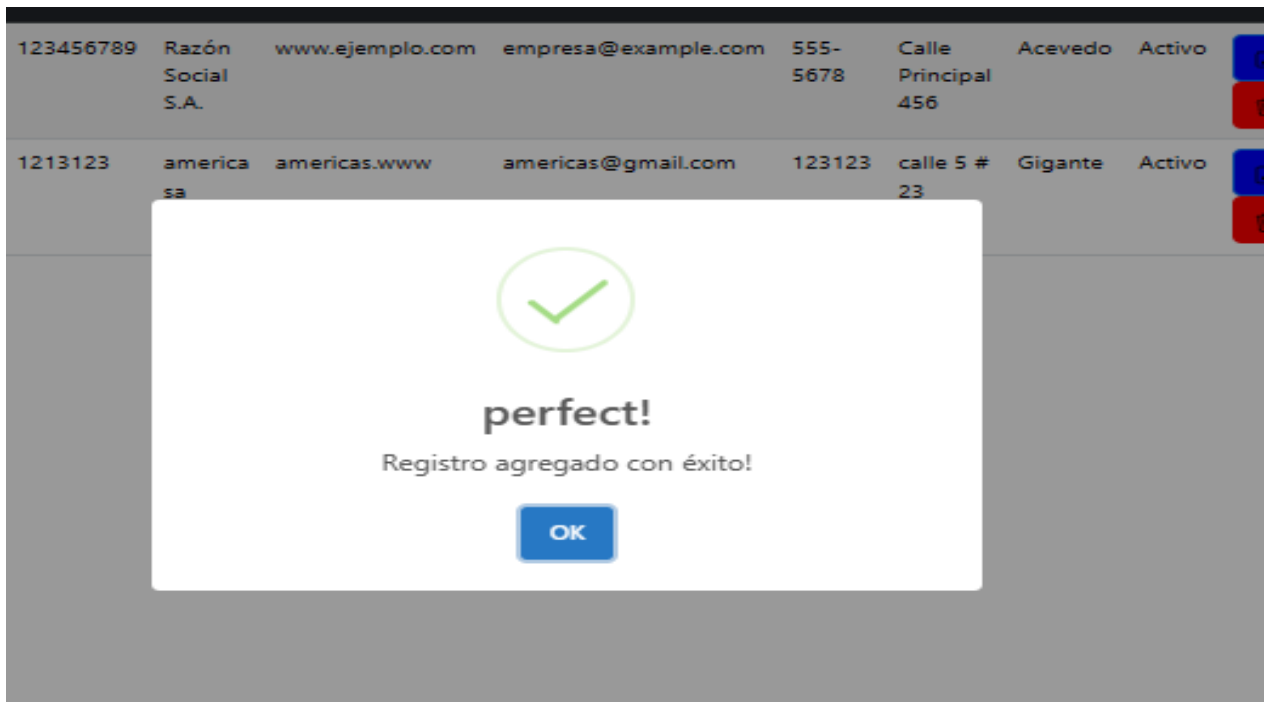 123456789 Razón www.ejemplo.com empresa@example.com 555- Calle Acevedo Activo
Social 5678 Principal
S.A. 456
1213123 america americas.www americas@gmail.com 123123 calle 5 # Gigante Activo
sa 23
perfect!
Registro agregado con éxito!
OK